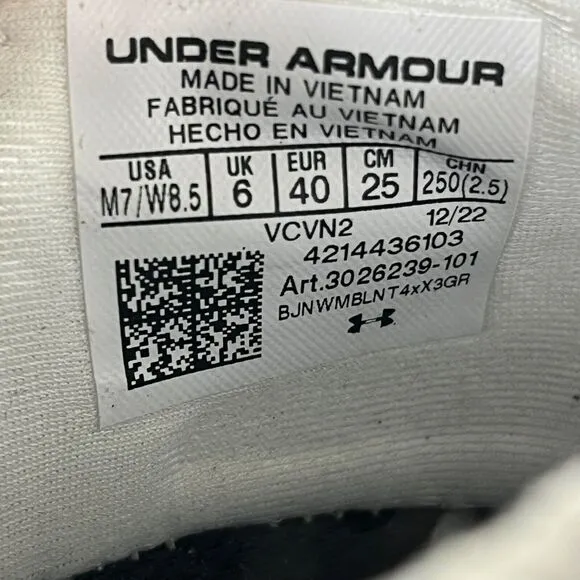 UNDER ARMOUR
MADE IN VIETNAM
FABRIQUÉ AU VIETNAM
HECHO EN VIETNAM
USA UK EUR CM CHN
M7/W8.5 6 40 25 250(2.5)
VCVN2 12/22
4214436103
Art.3026239-101
BJNWMBLNT4xX3GR